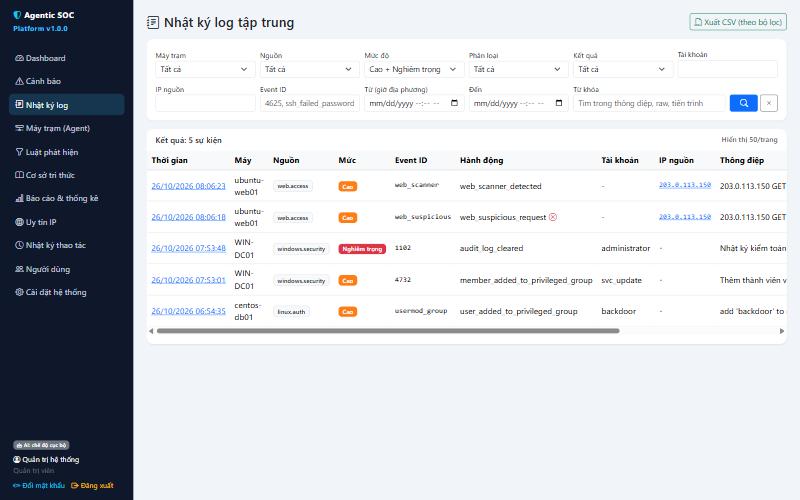 Agentic SOC
Platform v1.0.0
Dashboard
Cảnh báo
Nhật ký log
Máy trạm (Agent)
Luật phát hiện
Cơ sở tri thức
Báo cáo & thống kê
Uy tín IP
Nhật ký thao tác
Người dùng
Cài đặt hệ thống
AI: chế độ cục bộ
Quản trị hệ thống
Quản trị viên
Đổi mật khẩu Đăng xuất
Nhật ký log tập trung
Xuất CSV (theo bộ lọc)
Máy trạm Nguồn Mức độ Phân loại Kết quả Tài khoản
Tất cả Tất cả Cao + Nghiêm trọng Tất cả Tất cả
IP nguồn Event ID Từ (giờ địa phương) Đến Từ khóa
4625, ssh_failed_password mm/dd/yyyy --:-- -- mm/dd/yyyy --:-- -- Tìm trong thông điệp, raw, tiến trình
Kết quả: 5 sự kiện Hiển thị 50/trang
Thời gian Máy Nguồn Mức Event ID Hành động Tài khoản IP nguồn Thông điệp
26/10/2026 08:06:23 ubuntu-web01 web.access Cao web_scanner web_scanner_detected - 203.0.113.150 203.0.113.150 GET
26/10/2026 08:06:18 ubuntu-web01 web.access Cao web_suspicious web_suspicious_request - 203.0.113.150 203.0.113.150 GET
26/10/2026 07:53:48 WIN-DC01 windows.security Nghiêm trọng 1102 audit_log_cleared administrator - Nhật ký kiểm toán
26/10/2026 07:53:01 WIN-DC01 windows.security Cao 4732 member_added_to_privileged_group svc_update - Thêm thành viên v
26/10/2026 06:54:35 centos-db01 linux.auth Cao usermod_group user_added_to_privileged_group backdoor - add 'backdoor' to